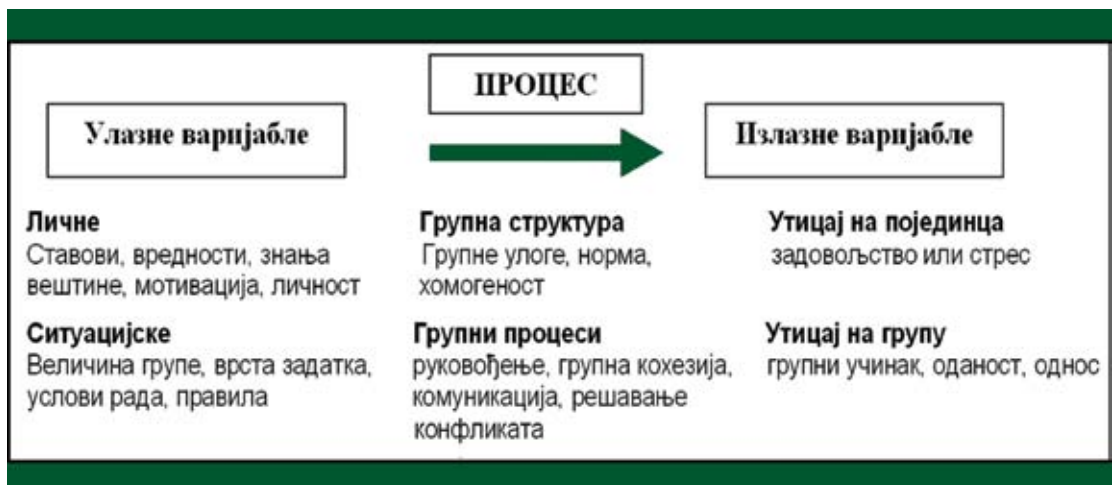 ПРОЦЕС
Улазне варијабле
Излазне варијабле
Личне
Ставови, вредности, знања
вештине, мотивација, личност
Ситуацијске
Величина групе, врста задатка,
услови рада, правила
Групна структура
Групне улоге, норма,
хомогеност
Групни процеси
руковођење, групна кохезија,
комуникација, решавање
конфликата
Утицај на појединца
задовољство или стрес
Утицај на групу
групни учинак, оданост, однос